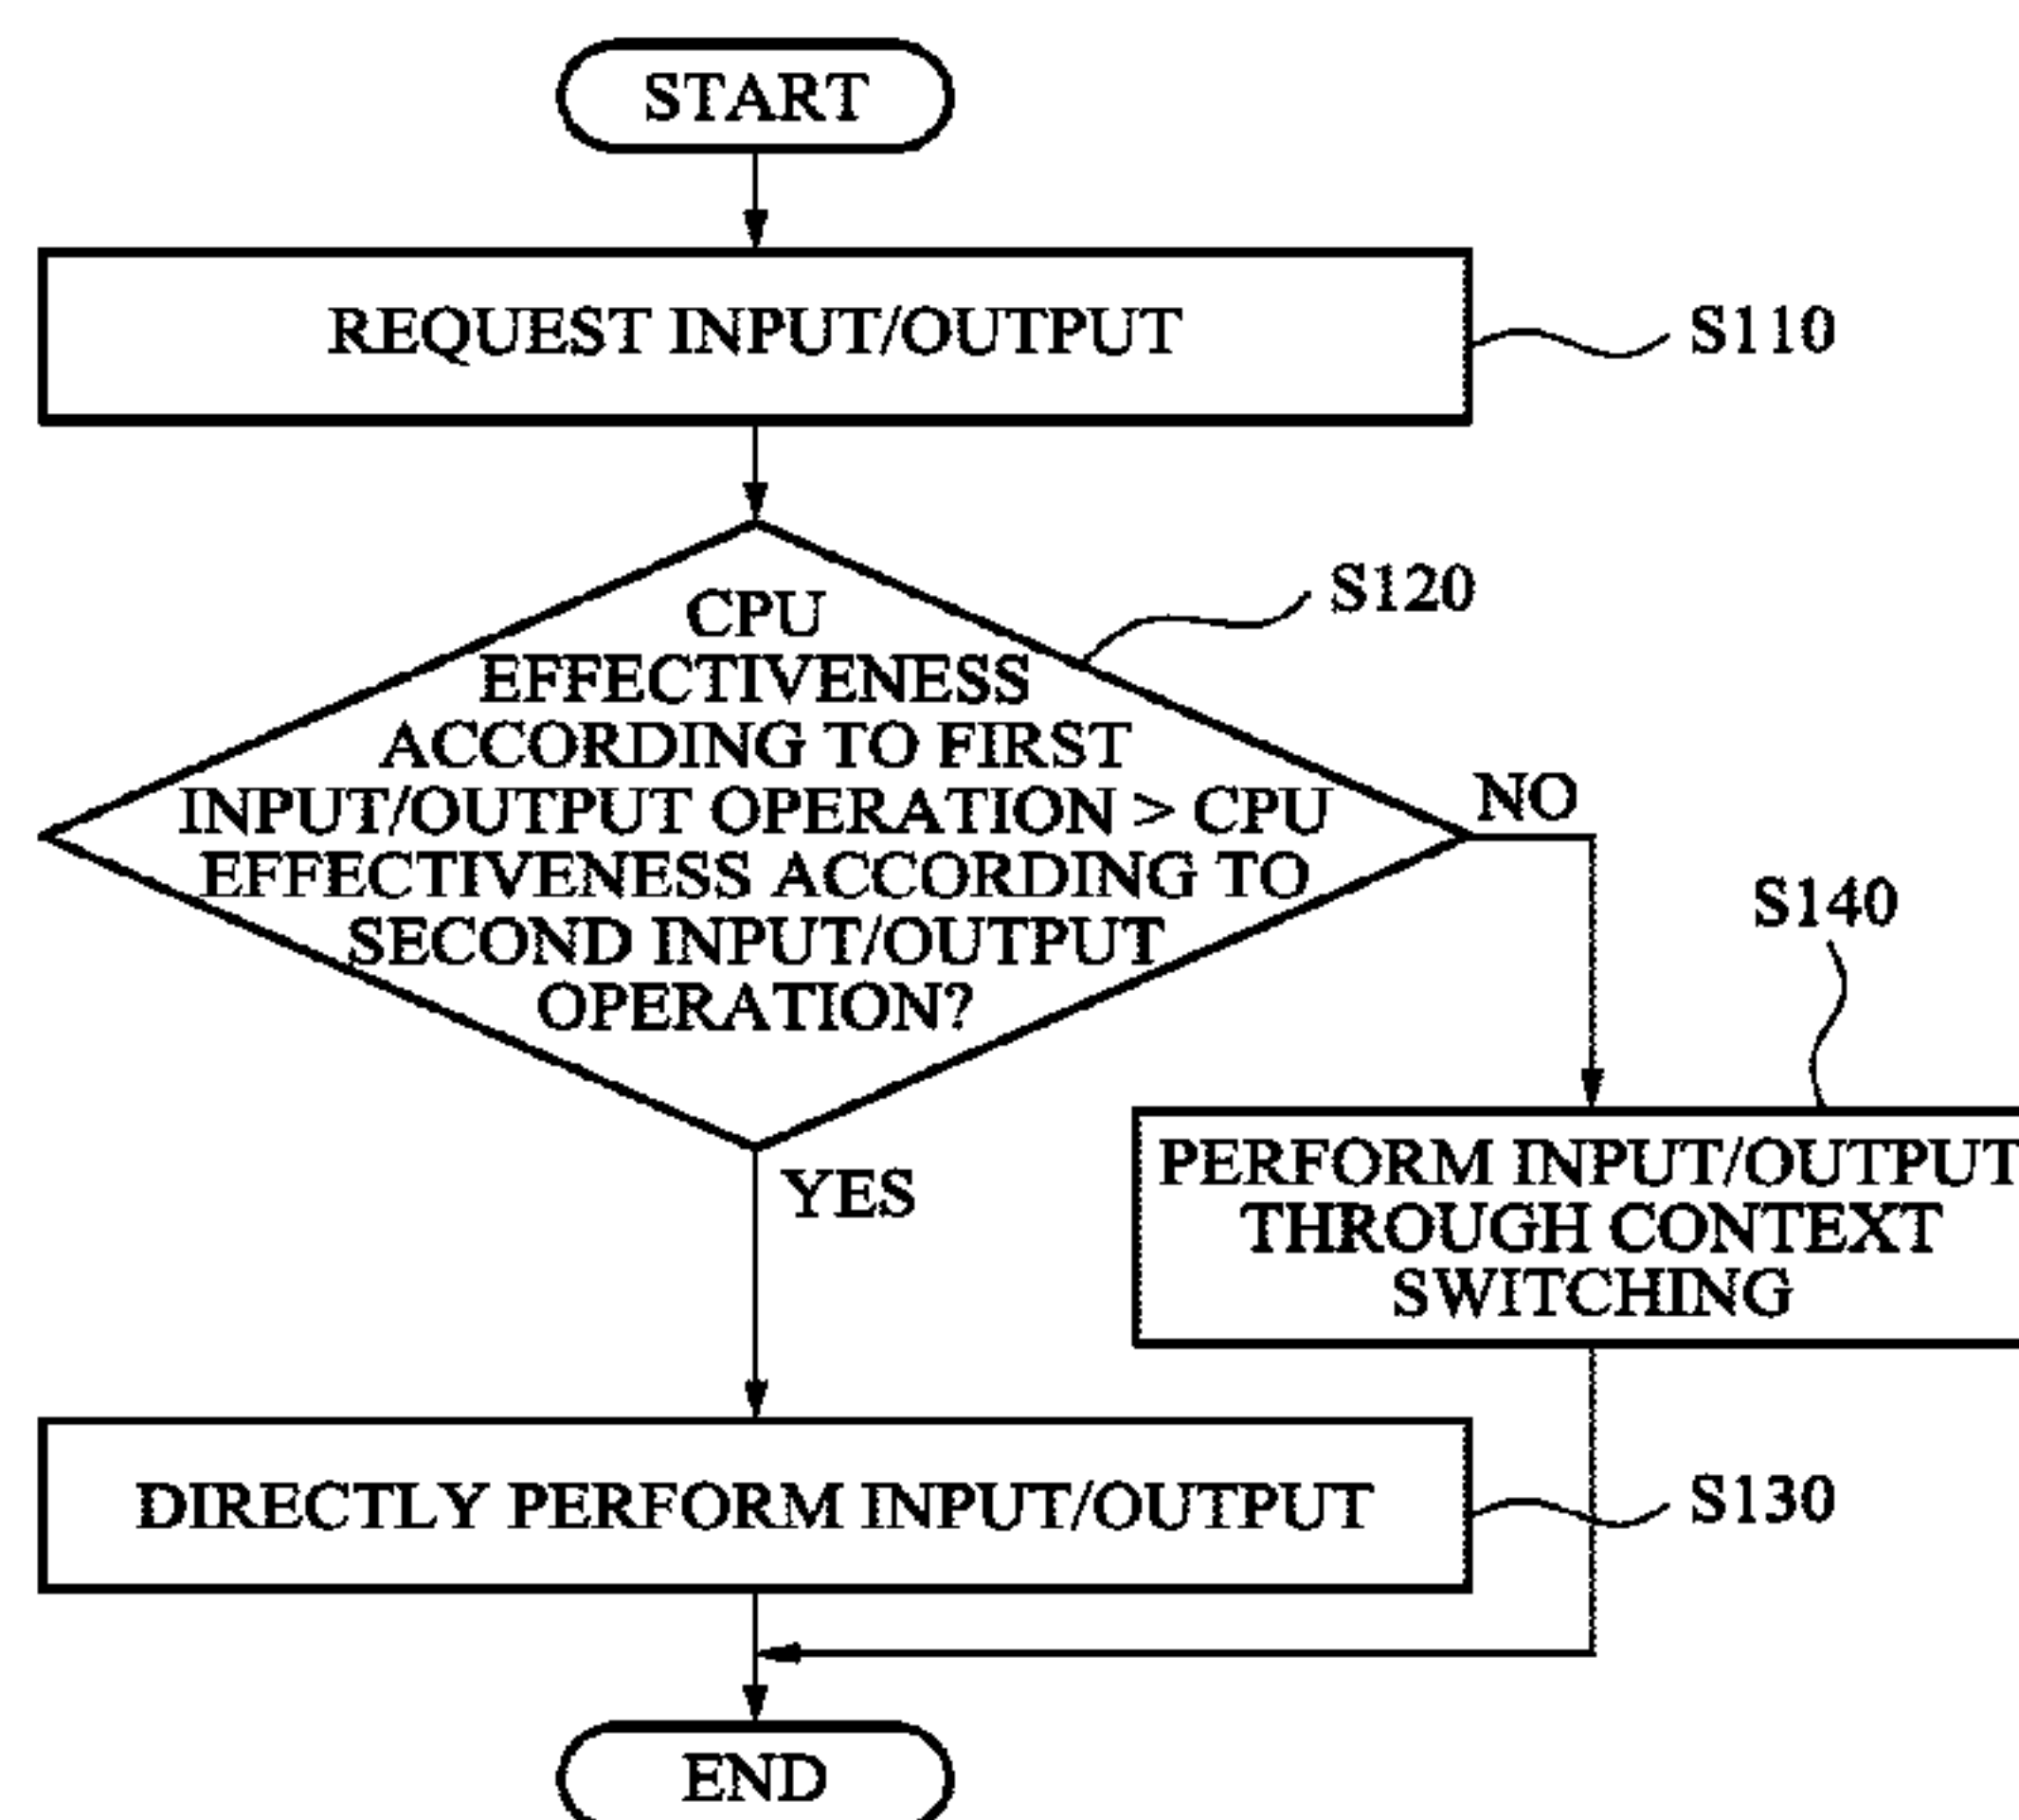 START
REQUEST INPUT/OUTPUT
S110
S120
CPU
EFFECTIVENESS
ACCORDING TO FIRST
INPUT/OUTPUT OPERATION > CPU
EFFECTIVENESS ACCORDING TO
SECOND INPUT/OUTPUT
OPERATION?
NO
S140
PERFORM INPUT/OUTPUT
THROUGH CONTEXT
SWITCHING
YES
DIRECTLY PERFORM INPUT/OUTPUT
S130
END